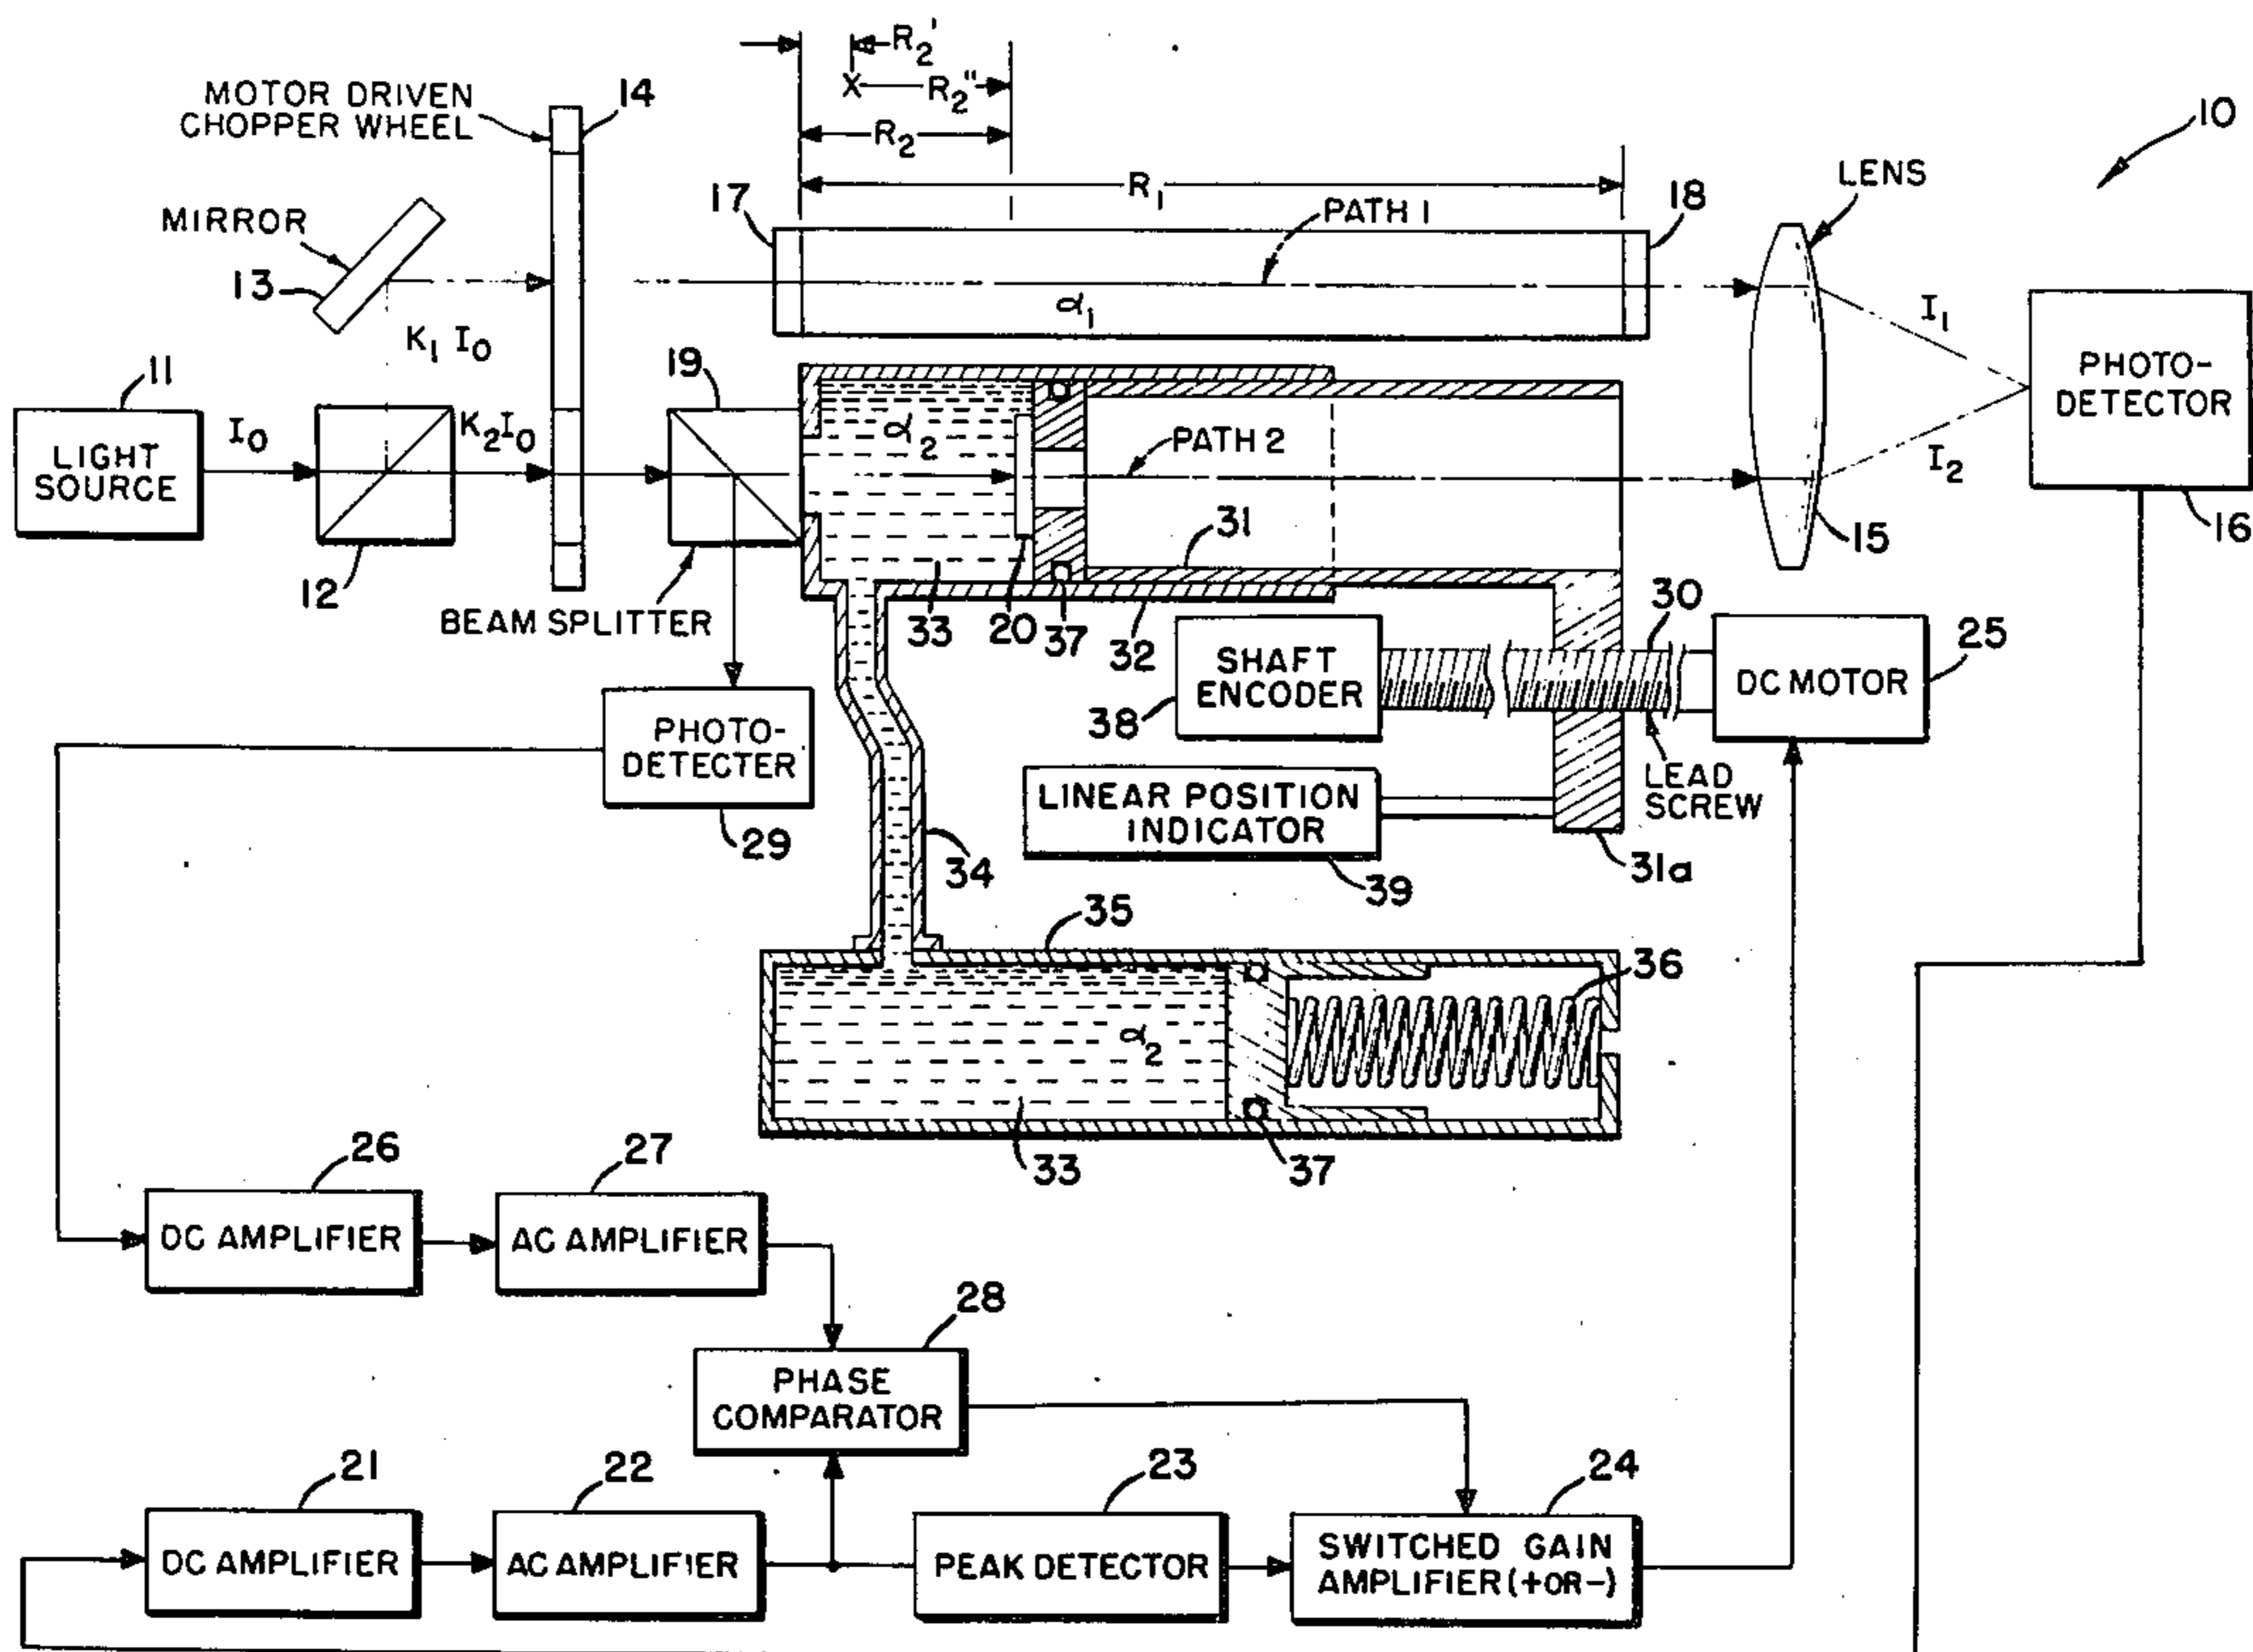 R2'
X R2"
R2
R1
MOTOR DRIVEN
CHOPPER WHEEL
14
10
MIRROR
13
17
PATH 1
18
LENS
α1
K1 I0
I1
11
LIGHT
SOURCE
I0
12
K2I0
19
BEAM SPLITTER
α2
PATH 2
33
20
37
31
32
I2
15
PHOTO-
DETECTOR
16
SHAFT
ENCODER
38
30
DC MOTOR
25
LEAD
SCREW
PHOTO-
DETECTER
29
34
LINEAR POSITION
INDICATOR
39
31a
35
36
α2
33
37
26
DC AMPLIFIER
27
AC AMPLIFIER
28
PHASE
COMPARATOR
21
DC AMPLIFIER
22
AC AMPLIFIER
23
PEAK DETECTOR
24
SWITCHED GAIN
AMPLIFIER (+OR-)